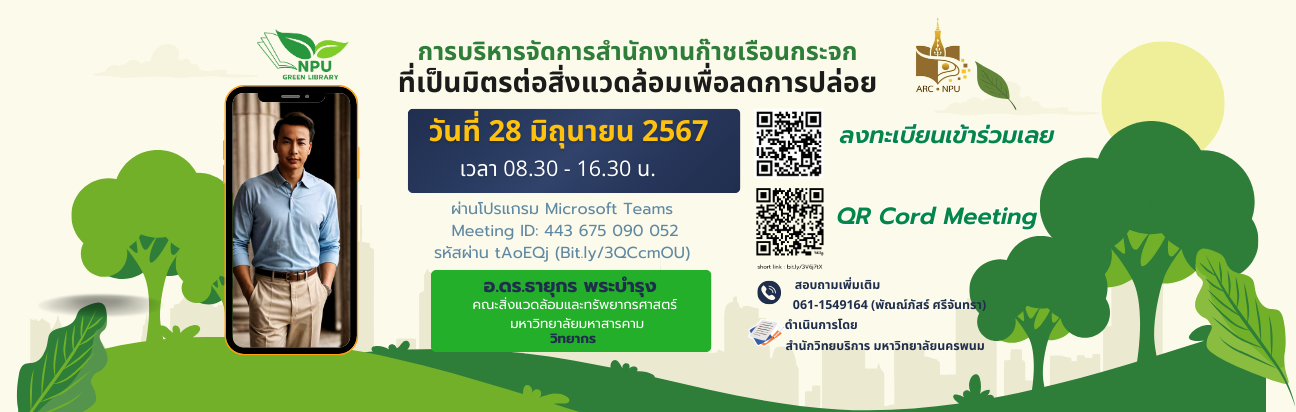 NPU
GREEN LIBRARY
การบริหารจัดการสำนักงานก๊าชเรือนกระจก
ที่เป็นมิตรต่อสิ่งแวดล้อมเพื่อลดการปล่อย
ARC • NPU
วันที่ 28 มิถุนายน 2567
เวลา 08.30 - 16.30 น.
ลงทะเบียนเข้าร่วมเลย
ผ่านโปรแกรม Microsoft Teams
Meeting ID: 443 675 090 052
รหัสผ่าน tAoEQj (Bit.ly/3QCcmOU)
QR Cord Meeting
short link : bit.ly/3V6j7tX
อ.ดร.ธายุกร พระบำรุง
คณะสิ่งแวดล้อมและทรัพยากรศาสตร์
มหาวิทยาลัยมหาสารคาม
วิทยากร
สอบถามเพิ่มเติม
061-1549164 (พัณณ์ภัสร์ ศรีจันทรา)
ดำเนินการโดย
สำนักวิทยบริการ มหาวิทยาลัยนครพนม